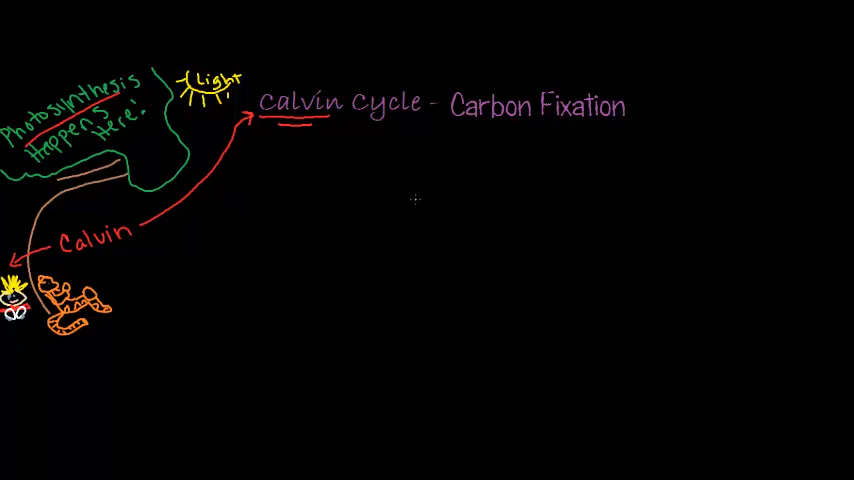 Photosynthesis
Happens
Here!
Light
Calvin Cycle - Carbon Fixation
Calvin